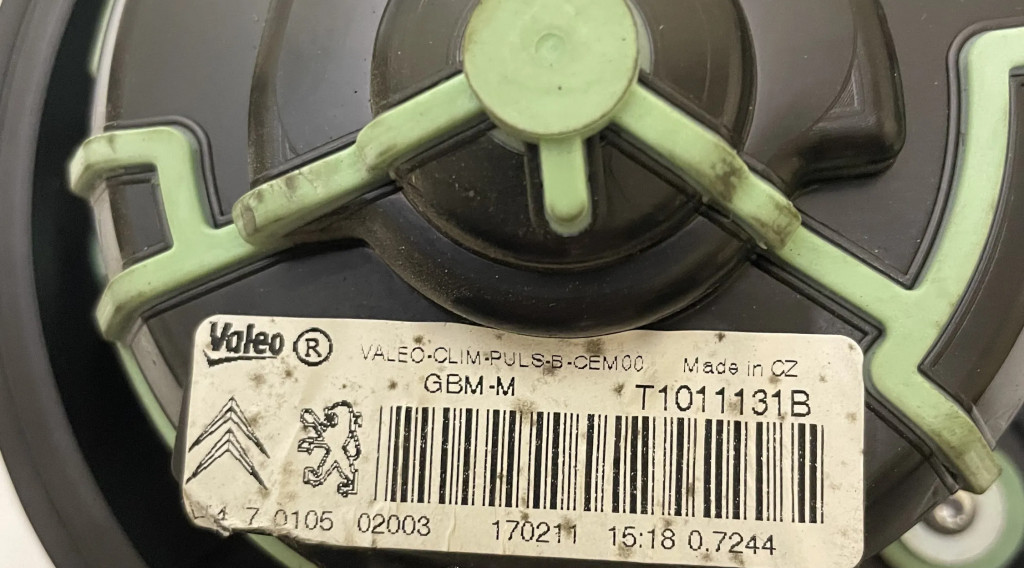 Valeo ® VALEO-CLIM-PULS-B-CEM00 Made in CZ
GBM-M T1011131B
7 0105 02003 170211 15:18 0.7244